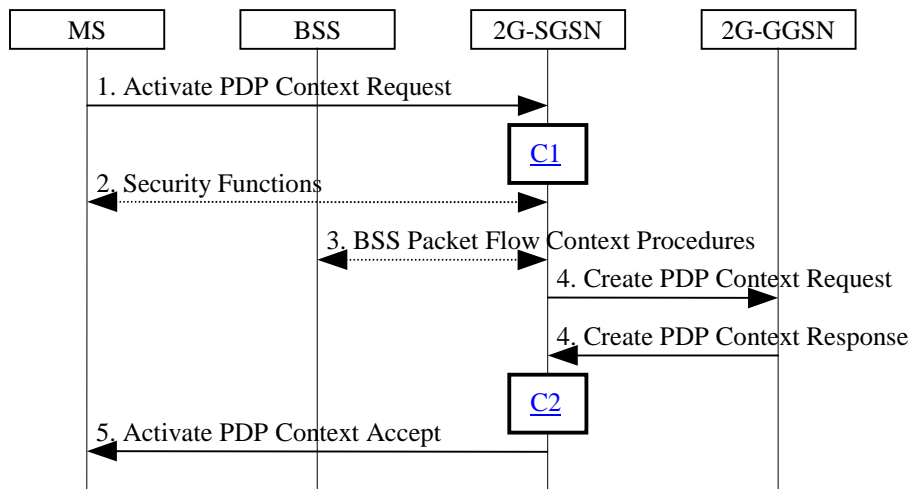 MS
BSS
2G-SGSN
2G-GGSN
1. Activate PDP Context Request
C1
2. Security Functions
3. BSS Packet Flow Context Procedures
4. Create PDP Context Request
4. Create PDP Context Response
C2
5. Activate PDP Context Accept